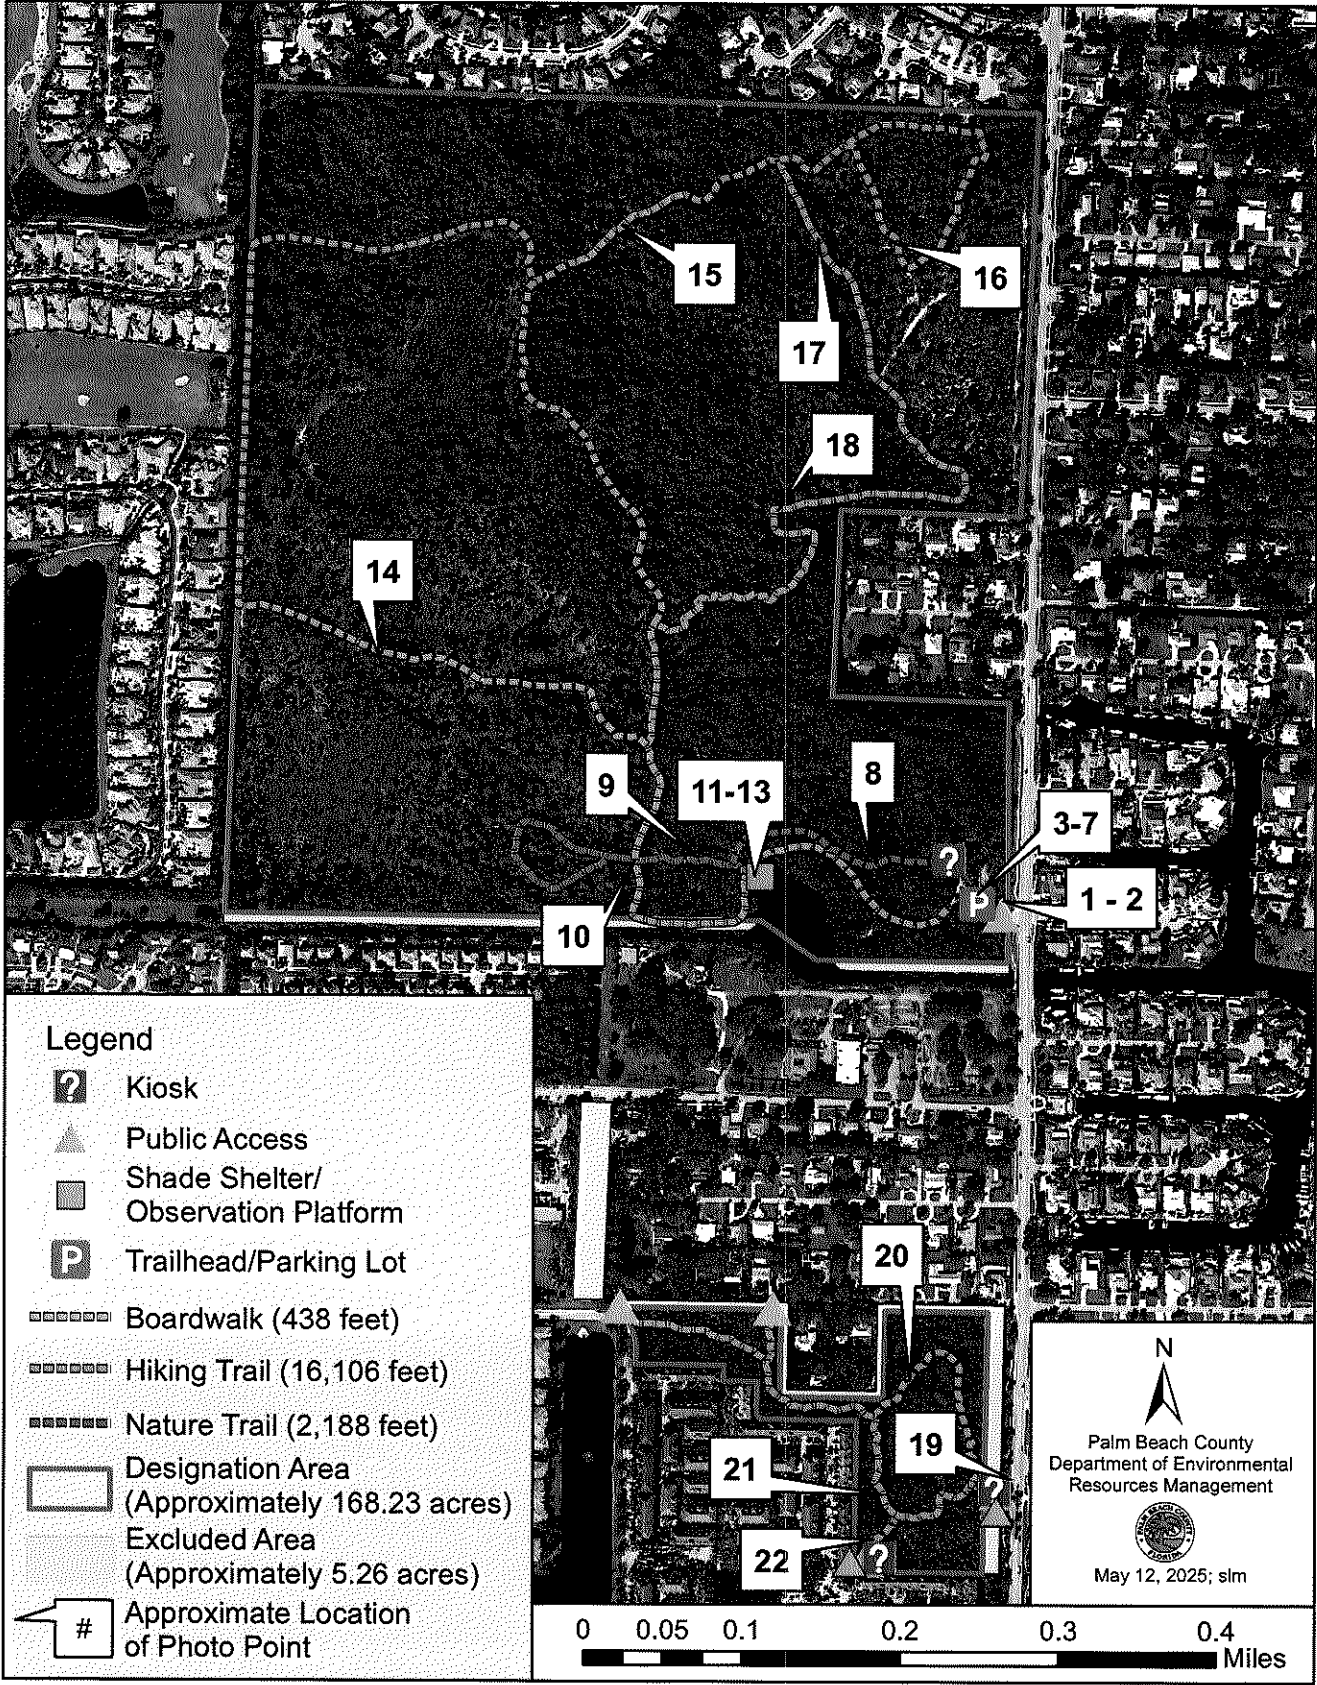 15
16
17
18
14
9
11-13
8
3-7
?
P
1 - 2
10
Legend
? Kiosk
Public Access
Shade Shelter/
Observation Platform
P Trailhead/Parking Lot
Boardwalk (438 feet)
Hiking Trail (16,106 feet)
Nature Trail (2,188 feet)
Designation Area
(Approximately 168.23 acres)
Excluded Area
(Approximately 5.26 acres)
# Approximate Location
of Photo Point
20
19
21
?
22
?
N
Palm Beach County
Department of Environmental
Resources Management
PALM BEACH COUNTY
FLORIDA
May 12, 2025; slm
0 0.05 0.1 0.2 0.3 0.4
Miles